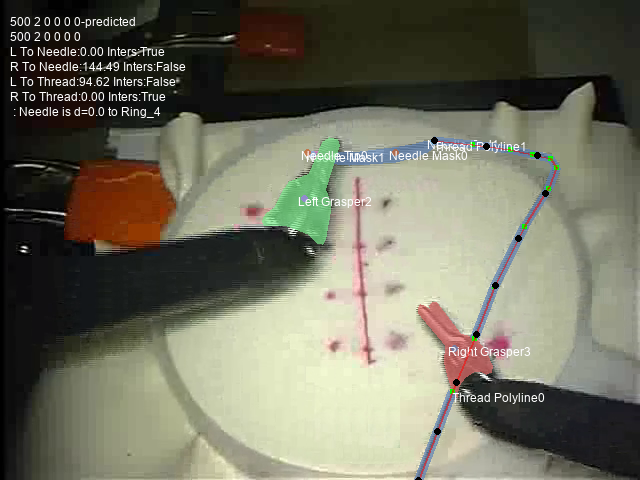 500 2 0 0 0 0-predicted
500 2 0 0 0 0
L To Needle:0.00 Inters:True
R To Needle:144.49 Inters:False
L To Thread:94.62 Inters:False
R To Thread:0.00 Inters:True
: Needle is d=0.0 to Ring_4
Thread Polyline1
Needle Mask0
Left Grasper2
Right Grasper3
Thread Polyline0